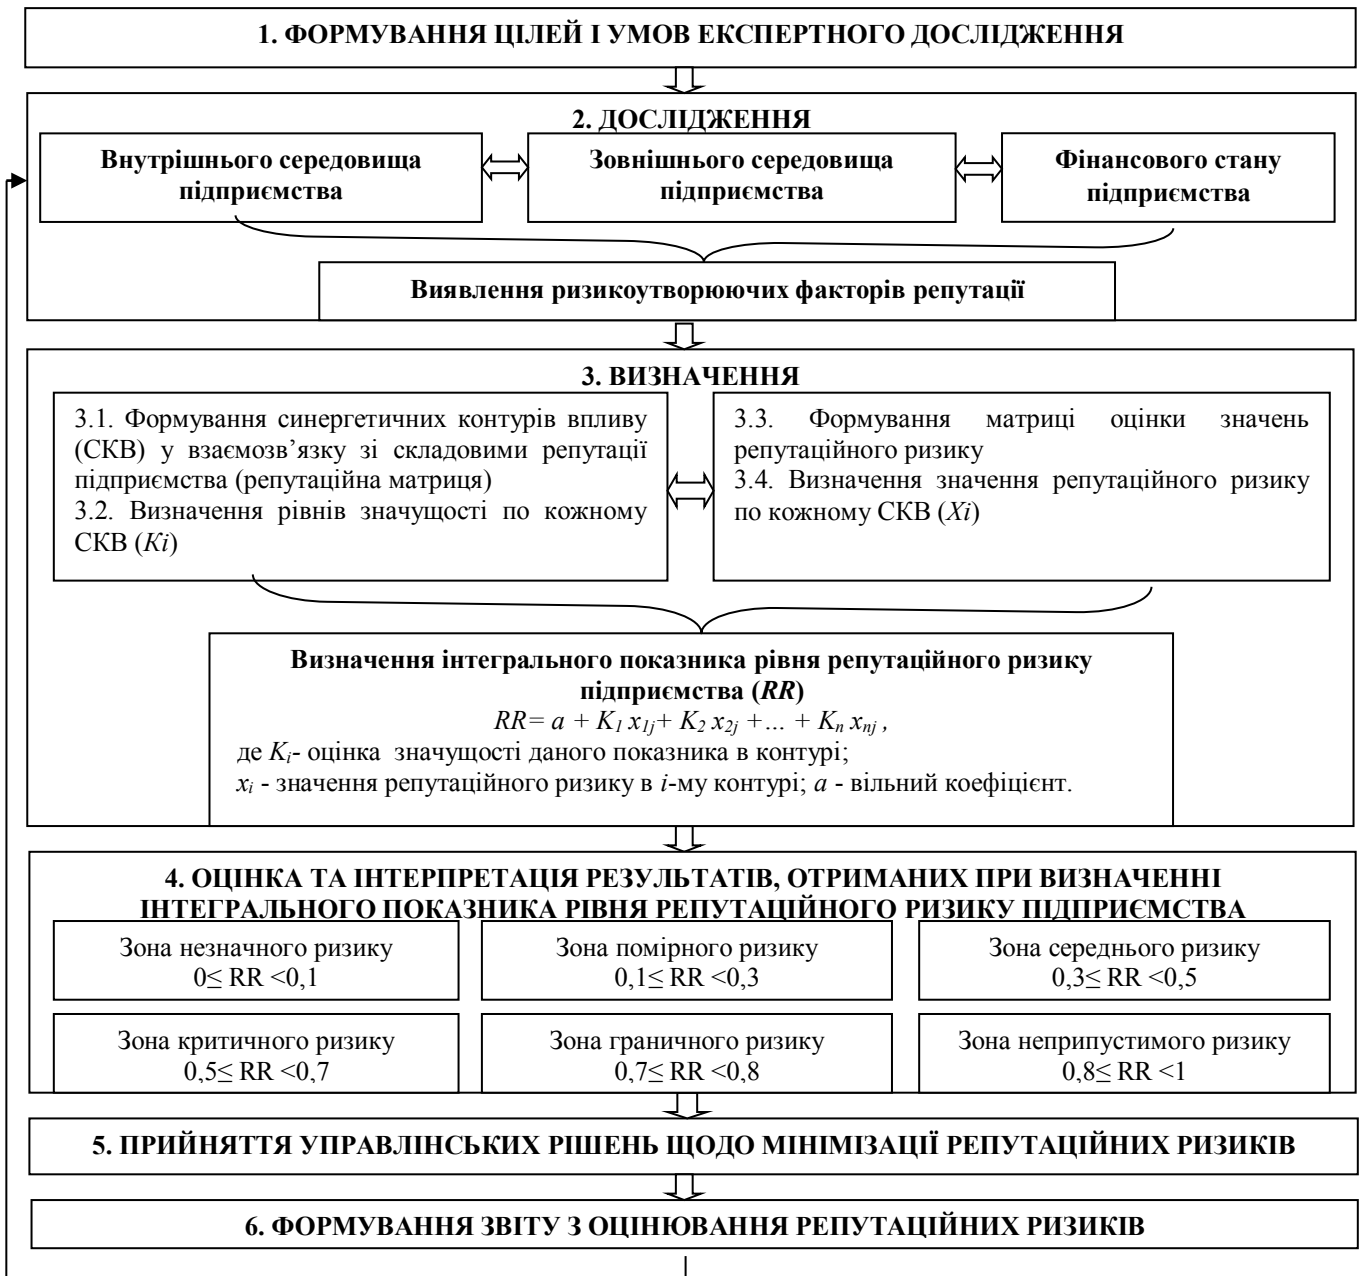 1. ФОРМУВАННЯ ЦІЛЕЙ І УМОВ ЕКСПЕРТНОГО ДОСЛІДЖЕННЯ
2. ДОСЛІДЖЕННЯ
Внутрішнього середовища
підприємства
Зовнішнього середовища
підприємства
Фінансового стану
підприємства
Виявлення ризикоутворюючих факторів репутації
3. ВИЗНАЧЕННЯ
3.1. Формування синергетичних контурів впливу
(СКВ) у взаємозв’язку зі складовими репутації
підприємства (репутаційна матриця)
3.2. Визначення рівнів значущості по кожному
СКВ (Кі)
3.3. Формування матриці оцінки значень
репутаційного ризику
3.4. Визначення значення репутаційного ризику
по кожному СКВ (Хі)
Визначення інтегрального показника рівня репутаційного ризику
підприємства (RR)
RR= a + K₁ x₁ⱼ+ K₂ x₂ⱼ +... + Kₙ xₙⱼ ,
де Kᵢ- оцінка значущості даного показника в контурі;
xᵢ - значення репутаційного ризику в i-му контурі; a - вільний коефіцієнт.
4. ОЦІНКА ТА ІНТЕРПРЕТАЦІЯ РЕЗУЛЬТАТІВ, ОТРИМАНИХ ПРИ ВИЗНАЧЕННІ
ІНТЕГРАЛЬНОГО ПОКАЗНИКА РІВНЯ РЕПУТАЦІЙНОГО РИЗИКУ ПІДПРИЄМСТВА
Зона незначного ризику
0≤ RR <0,1
Зона помірного ризику
0,1≤ RR <0,3
Зона середнього ризику
0,3≤ RR <0,5
Зона критичного ризику
0,5≤ RR <0,7
Зона граничного ризику
0,7≤ RR <0,8
Зона неприпустимого ризику
0,8≤ RR <1
5. ПРИЙНЯТТЯ УПРАВЛІНСЬКИХ РІШЕНЬ ЩОДО МІНІМІЗАЦІЇ РЕПУТАЦІЙНИХ РИЗИКІВ
6. ФОРМУВАННЯ ЗВІТУ З ОЦІНЮВАННЯ РЕПУТАЦІЙНИХ РИЗИКІВ